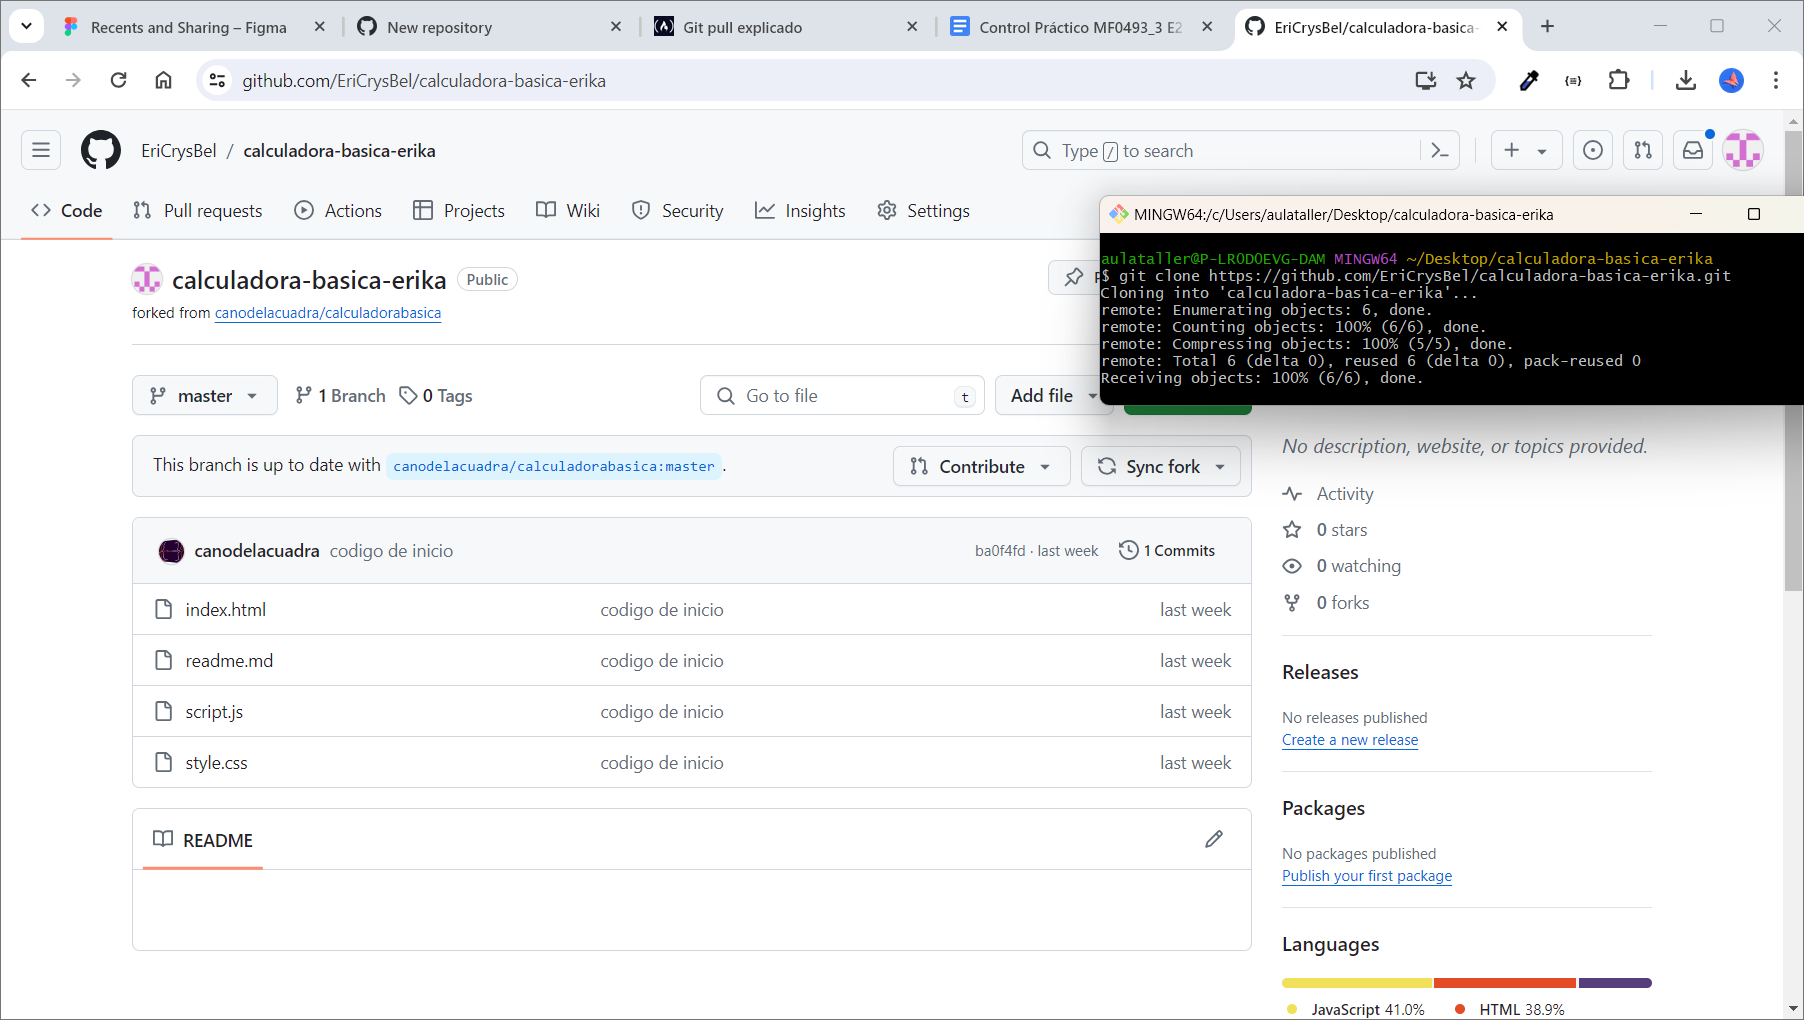 Recents and Sharing – Figma
New repository
Git pull explicado
Control Práctico MF0493_3 E2
EriCrysBel/calculadora-basica-
github.com/EriCrysBel/calculadora-basica-erika
EriCrysBel / calculadora-basica-erika
Type / to search
Code
Pull requests
Actions
Projects
Wiki
Security
Insights
Settings
MINGW64:/c/Users/aulataller/Desktop/calculadora-basica-erika
aulataller@P-LRODOEVG-DAM MINGW64 ~/Desktop/calculadora-basica-erika
$ git clone https://github.com/EriCrysBel/calculadora-basica-erika.git
Cloning into 'calculadora-basica-erika'...
remote: Enumerating objects: 6, done.
remote: Counting objects: 100% (6/6), done.
remote: Compressing objects: 100% (5/5), done.
remote: Total 6 (delta 0), reused 6 (delta 0), pack-reused 0
Receiving objects: 100% (6/6), done.
calculadora-basica-erika Public
forked from canodelacuadra/calculadorabasica
master
1 Branch
0 Tags
Go to file
t
Add file
This branch is up to date with canodelacuadra/calculadorabasica:master .
Contribute
Sync fork
canodelacuadra codigo de inicio
ba0f4fd · last week
1 Commits
index.html codigo de inicio last week
readme.md codigo de inicio last week
script.js codigo de inicio last week
style.css codigo de inicio last week
README
No description, website, or topics provided.
Activity
0 stars
0 watching
0 forks
Releases
No releases published
Create a new release
Packages
No packages published
Publish your first package
Languages
JavaScript 41.0%
HTML 38.9%